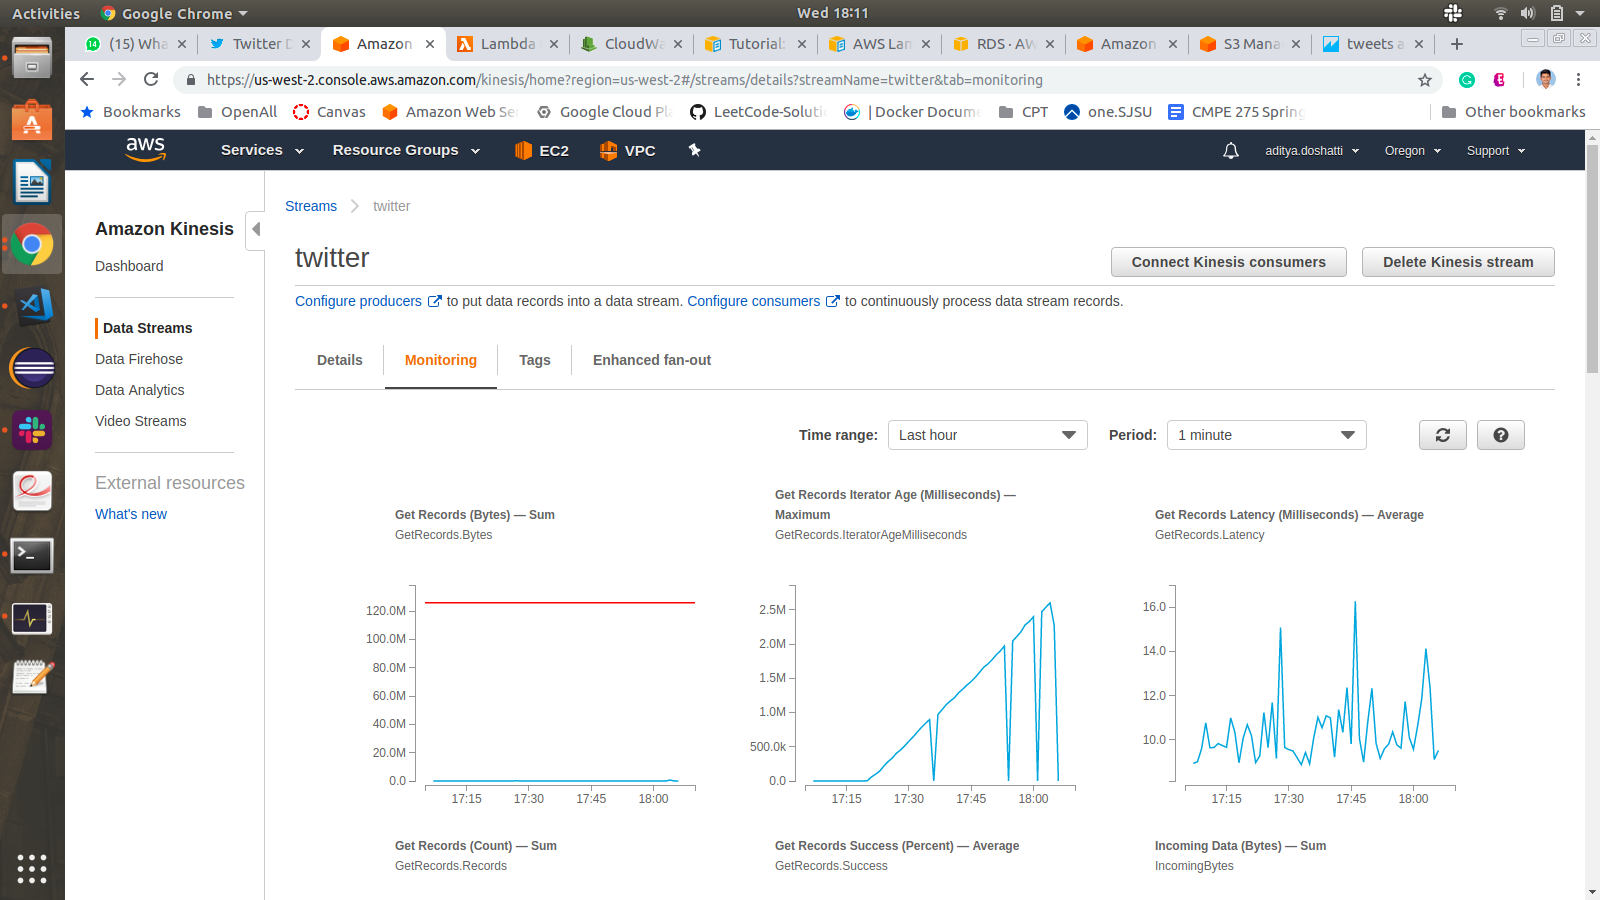 Activities
Google Chrome
Wed 18:11
14
(15) Wha
Twitter D
Amazon
Lambda
CloudWa
Tutorial:
AWS Lam
RDS · AW
Amazon
S3 Mana
tweets a
https://us-west-2.console.aws.amazon.com/kinesis/home?region=us-west-2#/streams/details?streamName=twitter&tab=monitoring
Bookmarks
OpenAll
Canvas
Amazon Web Se
Google Cloud Pl
LeetCode-Soluti
| Docker Docume
CPT
one.SJSU
CMPE 275 Spring
Other bookmarks
aws
Services
Resource Groups
EC2
VPC
aditya.doshatti
Oregon
Support
Streams
twitter
Amazon Kinesis
Dashboard
Data Streams
Data Firehose
Data Analytics
Video Streams
External resources
What's new
twitter
Connect Kinesis consumers
Delete Kinesis stream
Configure producers to put data records into a data stream. Configure consumers to continuously process data stream records.
Details
Monitoring
Tags
Enhanced fan-out
Time range:
Last hour
Period:
1 minute
Get Records (Bytes) — Sum
GetRecords.Bytes
120.0M
100.0M
80.0M
60.0M
40.0M
20.0M
0.0
17:15
17:30
17:45
18:00
Get Records Iterator Age (Milliseconds) —
Maximum
GetRecords.IteratorAgeMilliseconds
2.5M
2.0M
1.5M
1.0M
500.0k
0.0
17:15
17:30
17:45
18:00
Get Records Latency (Milliseconds) — Average
GetRecords.Latency
16.0
14.0
12.0
10.0
17:15
17:30
17:45
18:00
Get Records (Count) — Sum
GetRecords.Records
Get Records Success (Percent) — Average
GetRecords.Success
Incoming Data (Bytes) — Sum
IncomingBytes